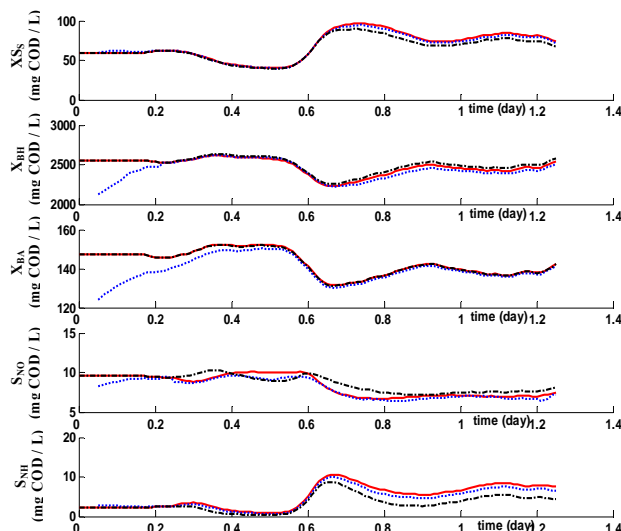 XS_S
(mg COD / L)
100
50
0
0 0.2 0.4 0.6 0.8 1 1.2 1.4
time (day)
X_BH
(mg COD / L)
3000
2500
2000
0 0.2 0.4 0.6 0.8 1 1.2 1.4
time (day)
X_BA
(mg COD / L)
160
140
120
0 0.2 0.4 0.6 0.8 1 1.2 1.4
time (day)
S_NO
(mg COD / L)
15
10
5
0 0.2 0.4 0.6 0.8 1 1.2 1.4
time (day)
S_NH
(mg COD / L)
20
10
0
0 0.2 0.4 0.6 0.8 1 1.2 1.4